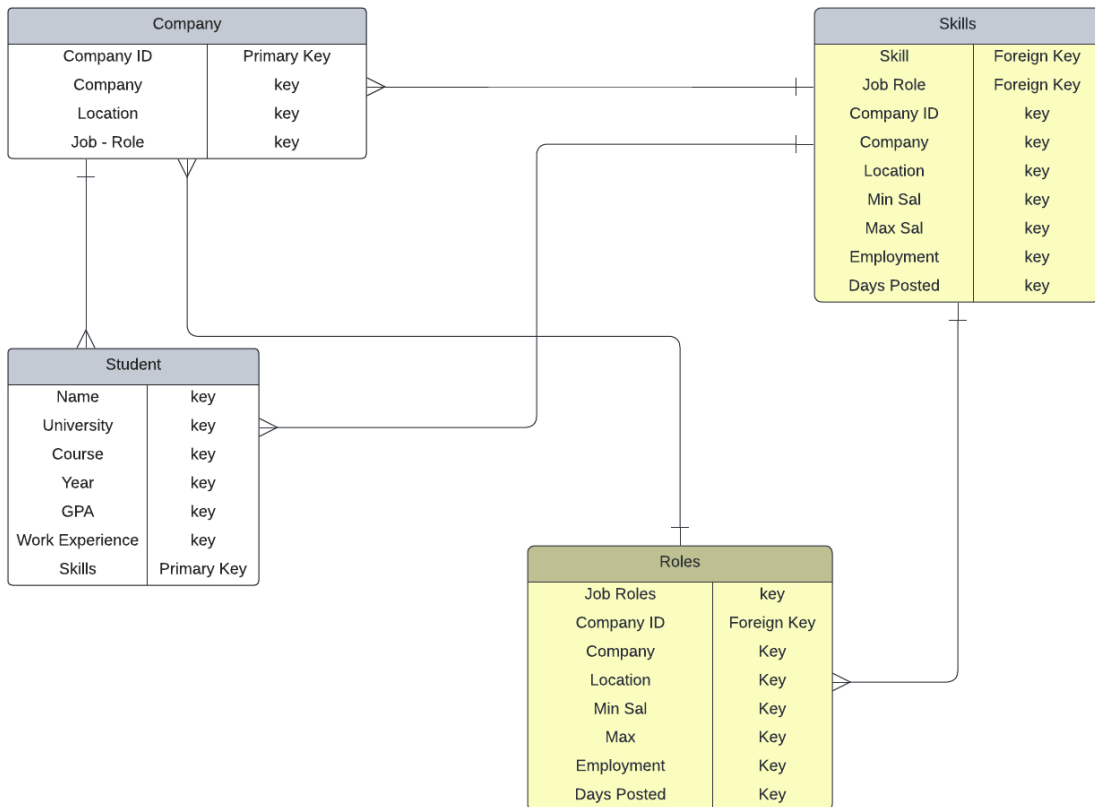 Company
Company ID Primary Key
Company key
Location key
Job - Role key
Skills
Skill Foreign Key
Job Role Foreign Key
Company ID key
Company key
Location key
Min Sal key
Max Sal key
Employment key
Days Posted key
Student
Name key
University key
Course key
Year key
GPA key
Work Experience key
Skills Primary Key
Roles
Job Roles key
Company ID Foreign Key
Company Key
Location Key
Min Sal Key
Max Key
Employment Key
Days Posted Key